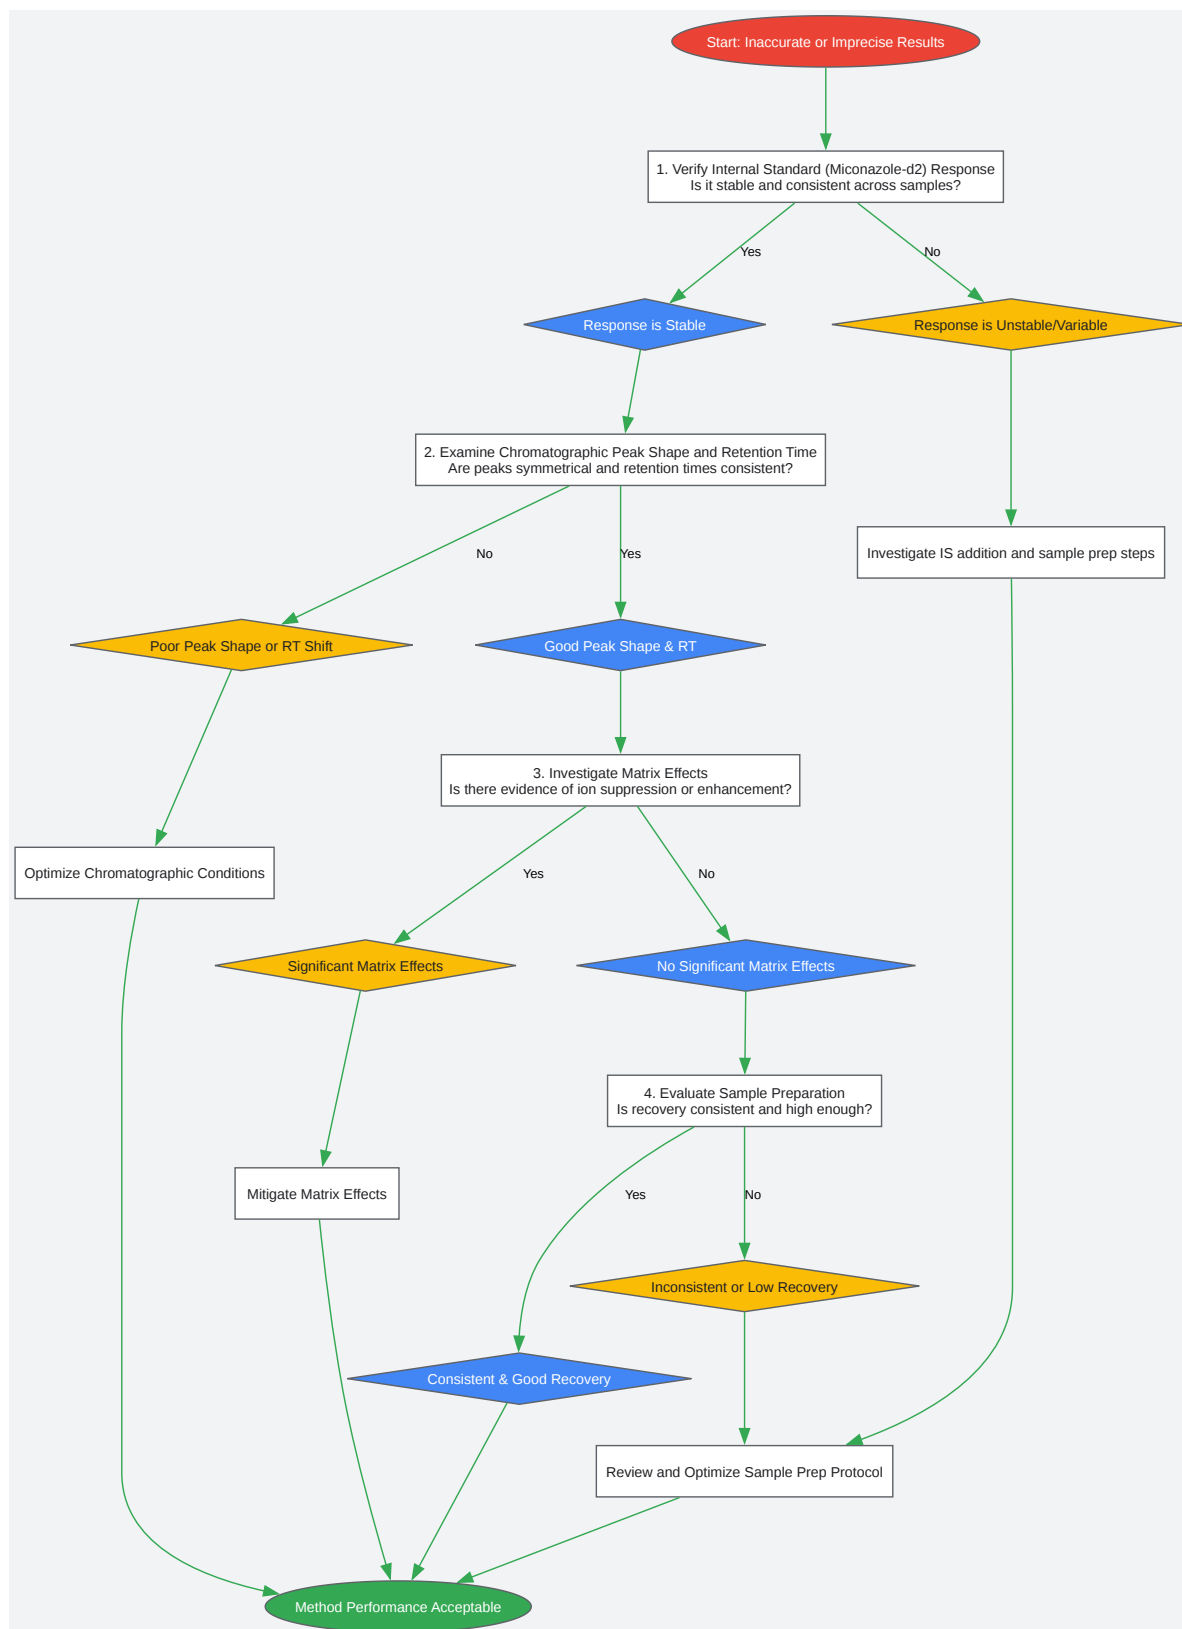 Start: Inaccurate or Imprecise Results
1. Verify Internal Standard (Miconazole-d2) Response
Is it stable and consistent across samples?
Yes
No
Response is Stable
Response is Unstable/Variable
2. Examine Chromatographic Peak Shape and Retention Time
Are peaks symmetrical and retention times consistent?
No
Yes
Investigate IS addition and sample prep steps
Poor Peak Shape or RT Shift
Good Peak Shape & RT
3. Investigate Matrix Effects
Is there evidence of ion suppression or enhancement?
Optimize Chromatographic Conditions
Yes
No
Significant Matrix Effects
No Significant Matrix Effects
4. Evaluate Sample Preparation
Is recovery consistent and high enough?
Mitigate Matrix Effects
Yes
No
Inconsistent or Low Recovery
Consistent & Good Recovery
Review and Optimize Sample Prep Protocol
Method Performance Acceptable